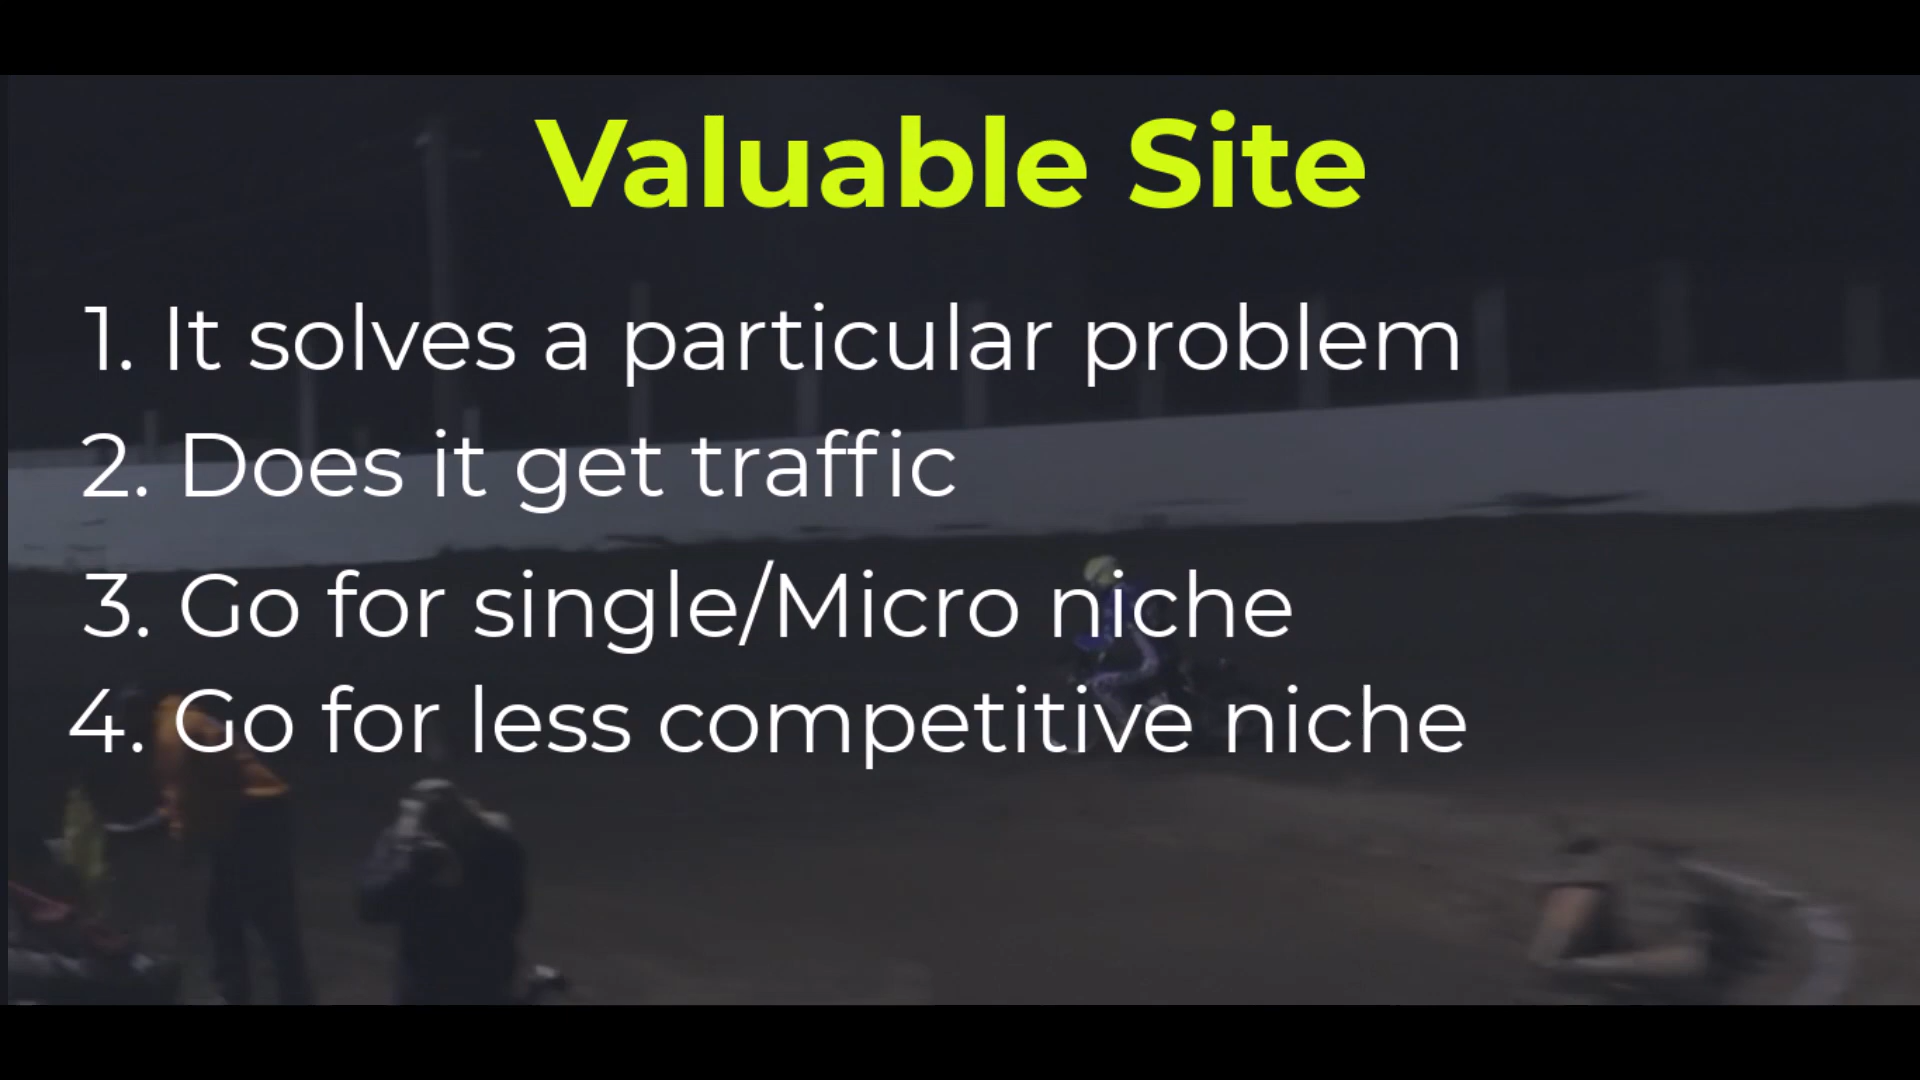 Valuable Site
1. It solves a particular problem
2. Does it get traffic
3. Go for single/Micro niche
4. Go for less competitive niche